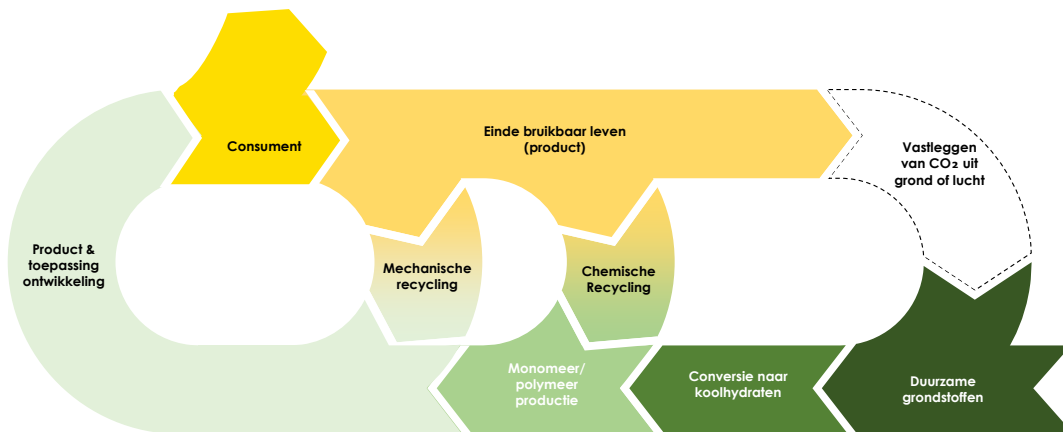 Consument
Einde bruikbaar leven
(product)
Vastleggen
van CO₂ uit
grond of lucht
Product &
toepassing
ontwikkeling
Mechanische
recycling
Chemische
Recycling
Monomeer/
polymeer
productie
Conversie naar
koolhydraten
Duurzame
grondstoffen